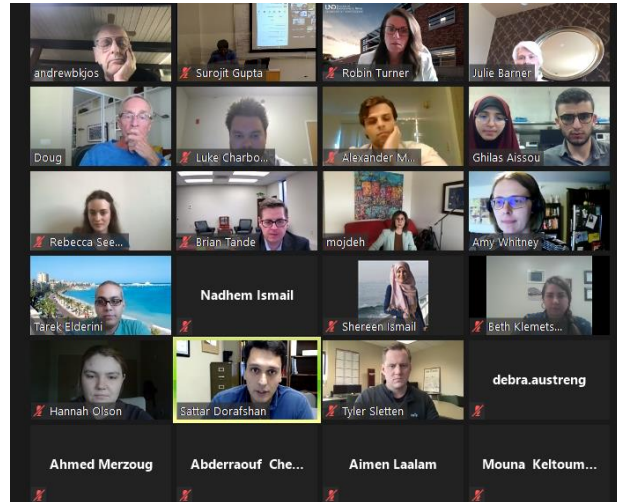 andrewbkjos
Surojit Gupta
Robin Turner
Julie Barner
Doug
Luke Charbo...
Alexander M...
Ghilas Aissou
Rebecca See...
Brian Tande
mojdeh
Amy Whitney
Tarek Elderini
Nadhem Ismail
Shereen Ismail
Beth Klemets...
Hannah Olson
Sattar Dorafshan
Tyler Sletten
debra.austreng
Ahmed Merzoug
Abderraouf Che...
Aimen Laalam
Mouna Keltoum...